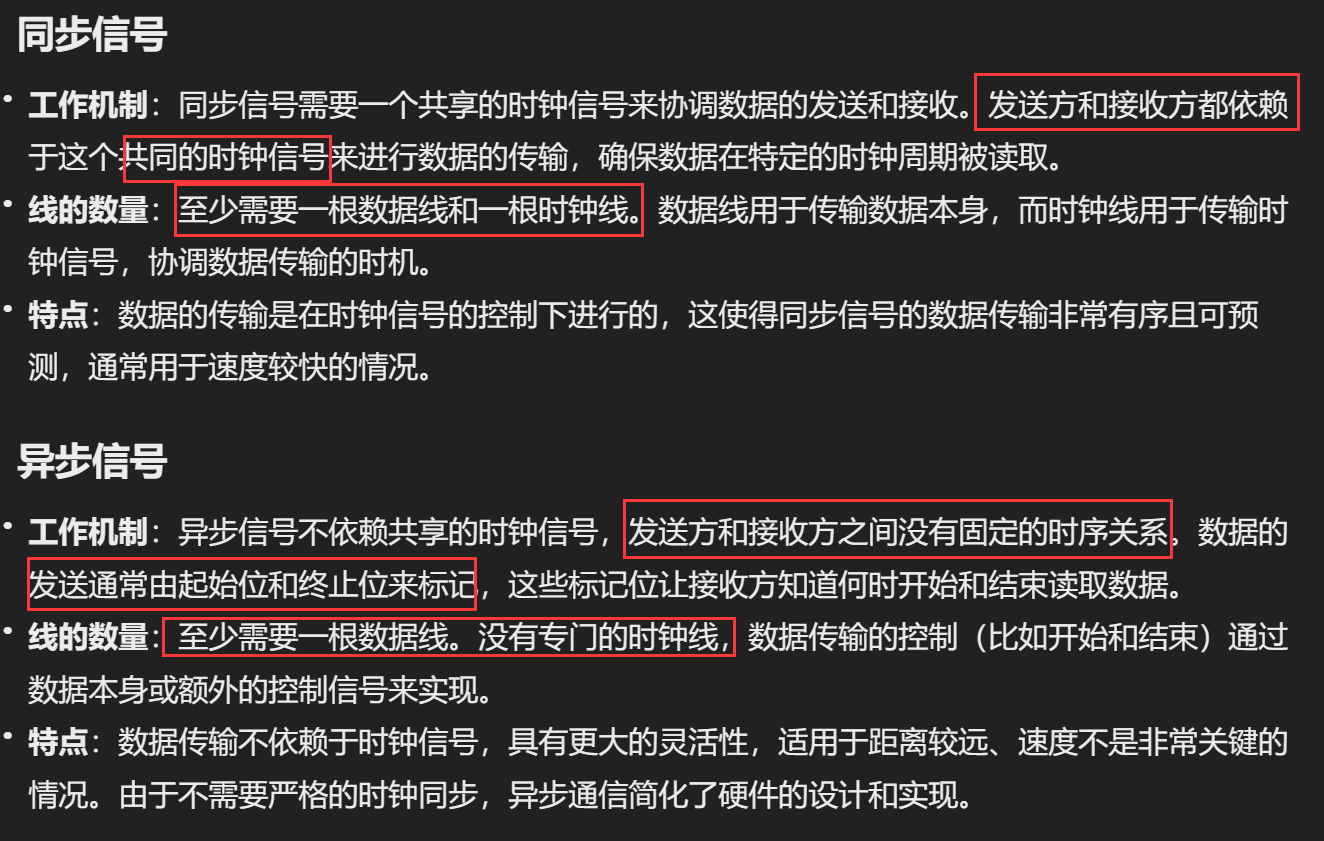 同步信号
• 工作机制：同步信号需要一个共享的时钟信号来协调数据的发送和接收。发送方和接收方都依赖
于这个共同的时钟信号来进行数据的传输，确保数据在特定的时钟周期被读取。
• 线的数量：至少需要一根数据线和一根时钟线。数据线用于传输数据本身，而时钟线用于传输时
钟信号，协调数据传输的时机。
• 特点：数据的传输是在时钟信号的控制下进行的，这使得同步信号的数据传输非常有序且可预
测，通常用于速度较快的情况。
异步信号
• 工作机制：异步信号不依赖共享的时钟信号，发送方和接收方之间没有固定的时序关系。数据的
发送通常由起始位和终止位来标记，这些标记位让接收方知道何时开始和结束读取数据。
• 线的数量：至少需要一根数据线。没有专门的时钟线，数据传输的控制（比如开始和结束）通过
数据本身或额外的控制信号来实现。
• 特点：数据传输不依赖于时钟信号，具有更大的灵活性，适用于距离较远、速度不是非常关键的
情况。由于不需要严格的时钟同步，异步通信简化了硬件的设计和实现。